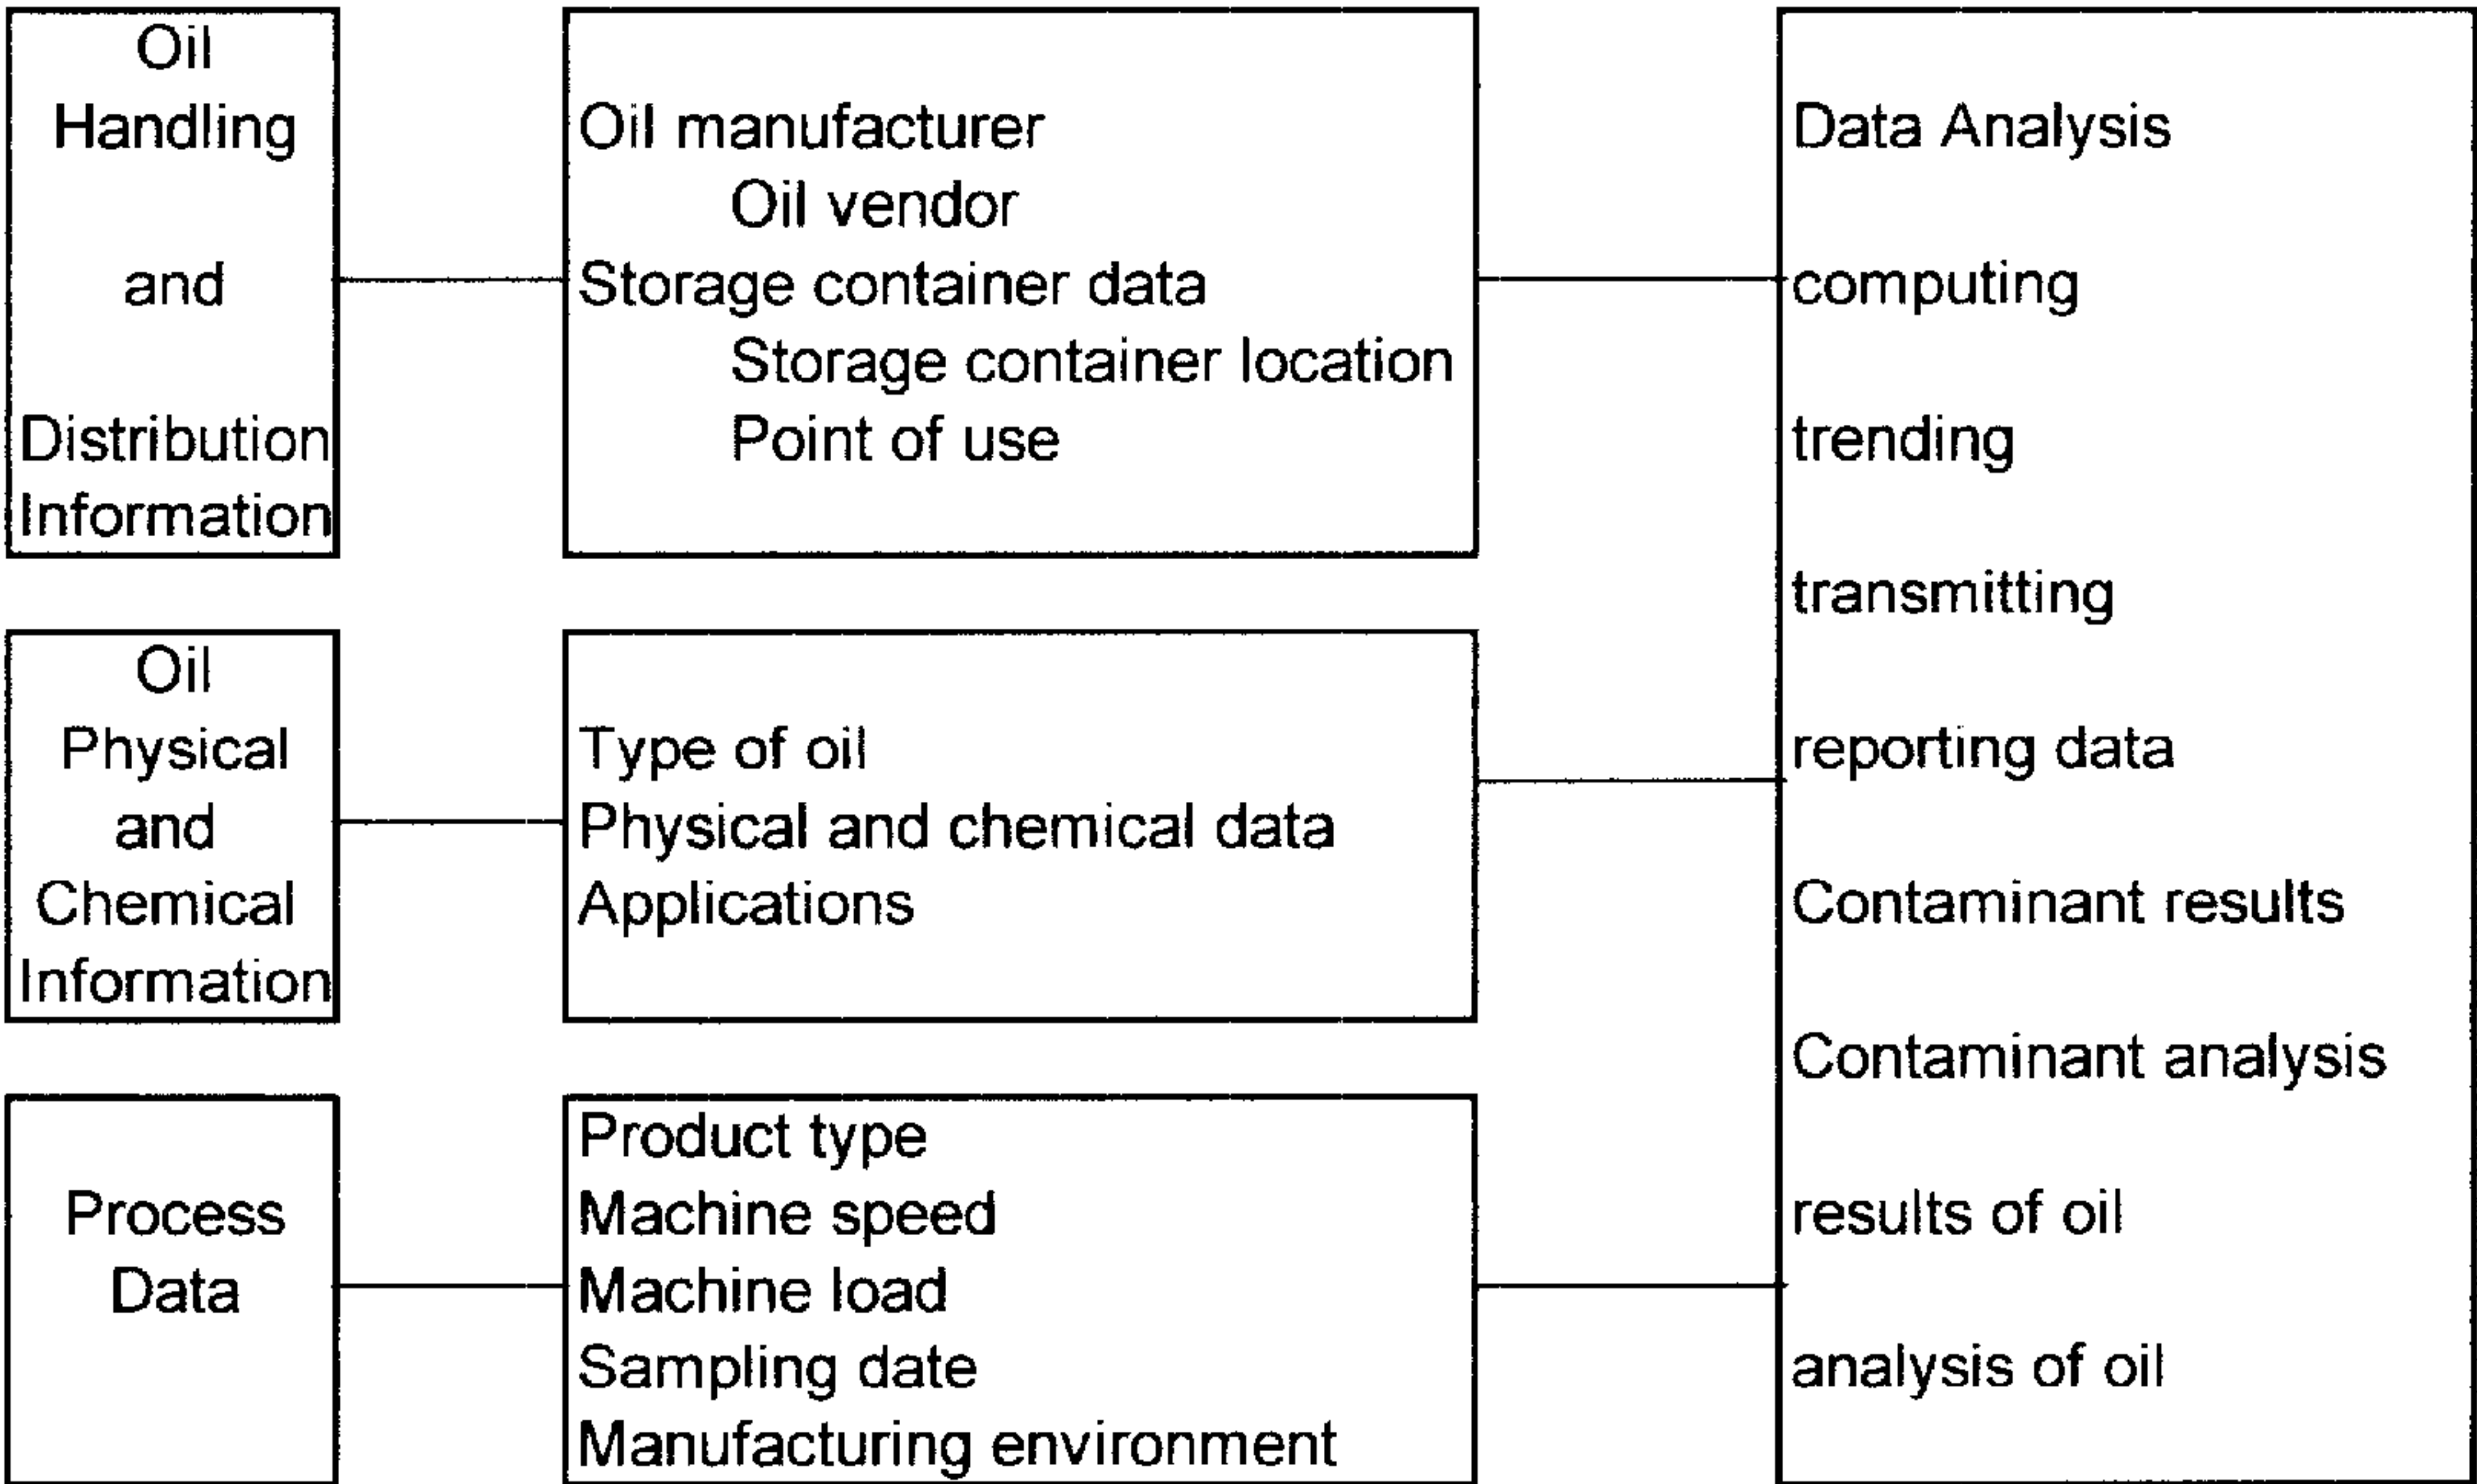 Oil
Handling
and
Distribution
Information
Oil manufacturer
Oil vendor
Storage container data
Storage container location
Point of use
Oil
Physical
and
Chemical
Information
Type of oil
Physical and chemical data
Applications
Process
Data
Product type
Machine speed
Machine load
Sampling date
Manufacturing environment
Data Analysis
computing
trending
transmitting
reporting data
Contaminant results
Contaminant analysis
results of oil
analysis of oil